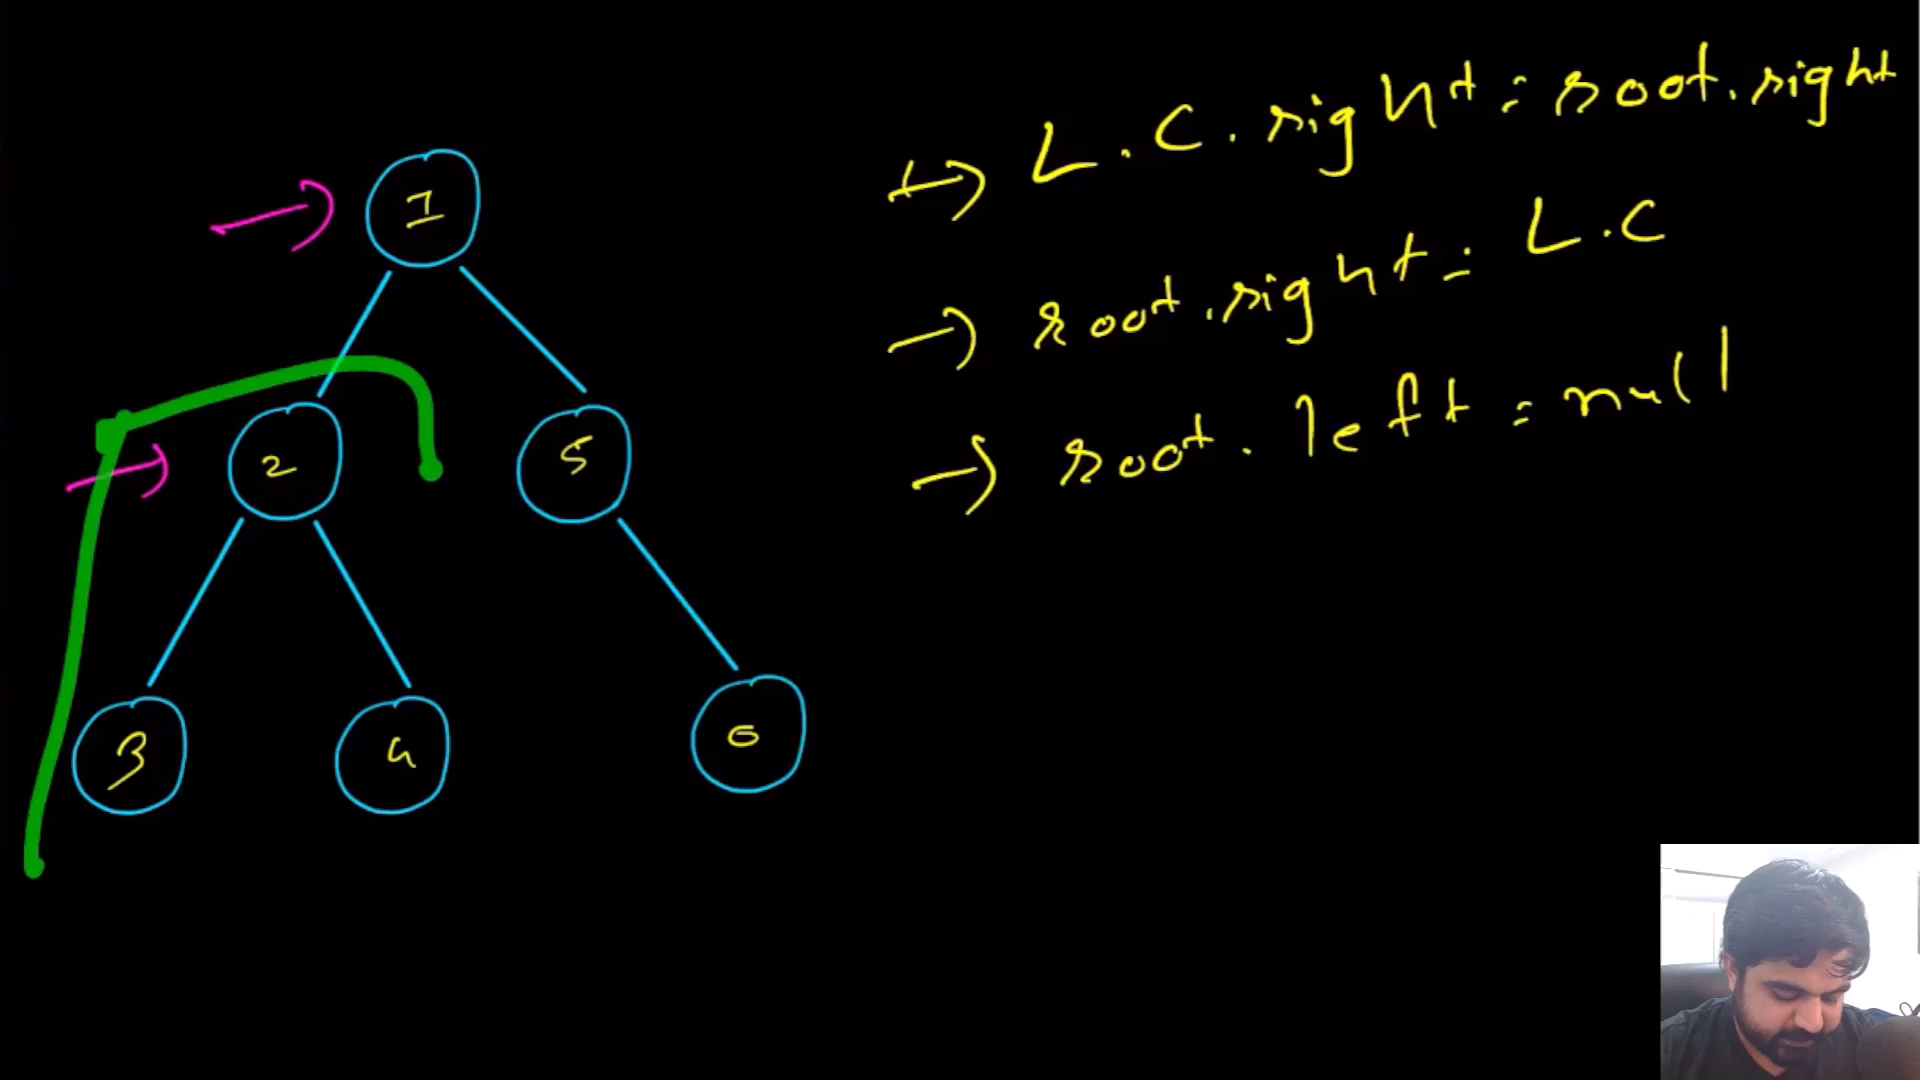 1
2
5
3
4
6
L.C.right = root.right
root.right = L.C
root.left = null